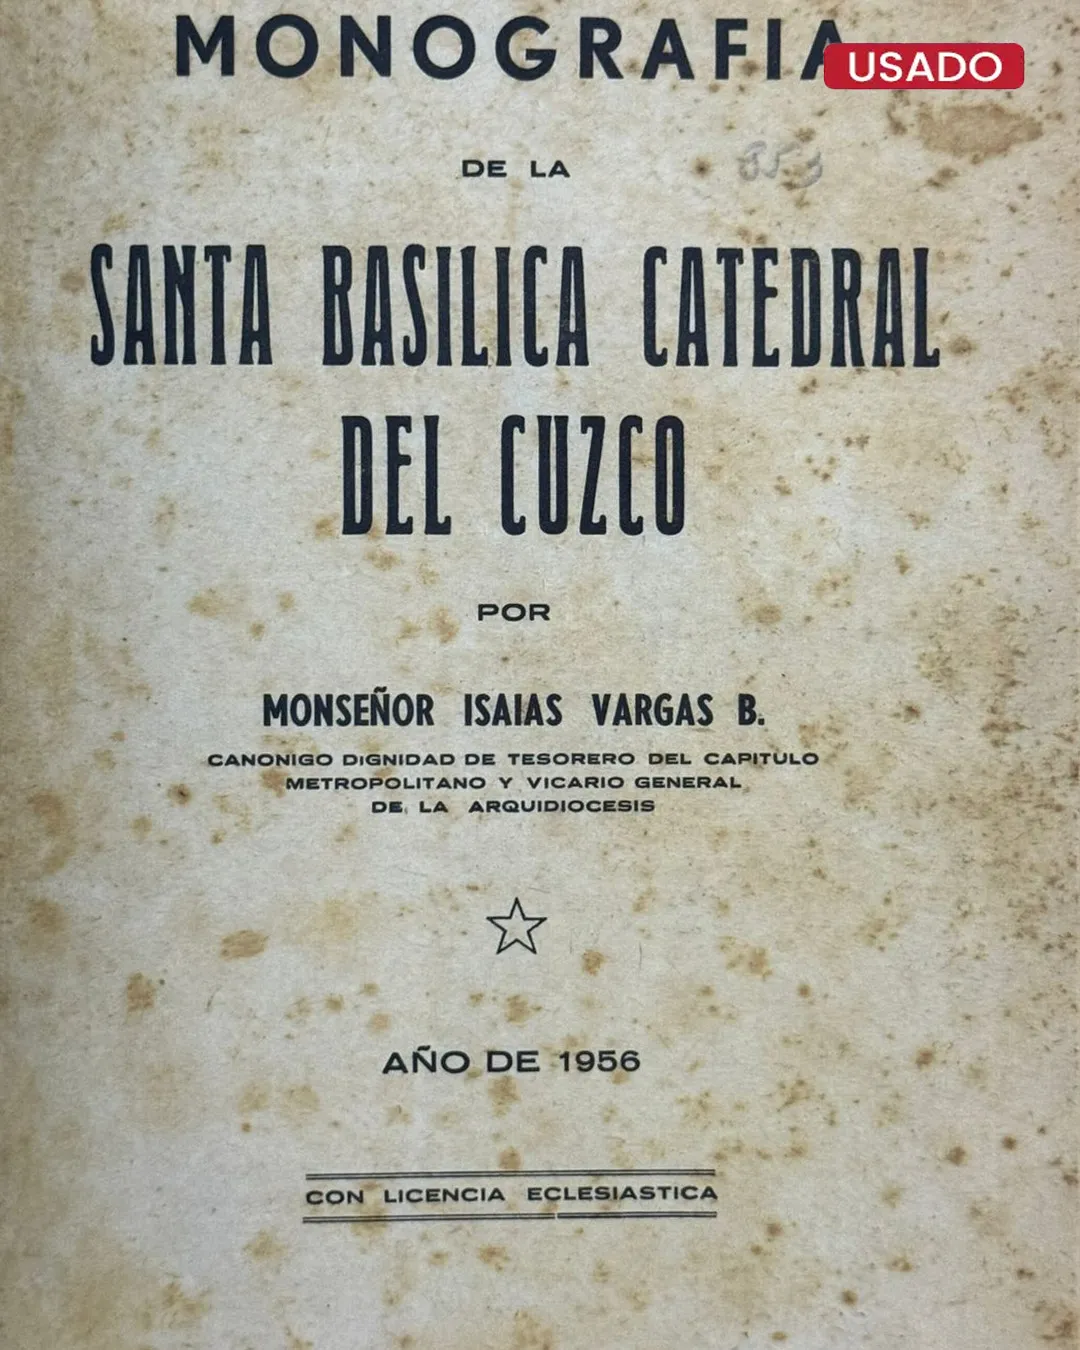 MONOGRAFIA
USADO
DE LA
SANTA BASILICA CATEDRAL
DEL CUZCO
POR
MONSEÑOR ISAIAS VARGAS B.
CANONIGO DIGNIDAD DE TESORERO DEL CAPITULO
METROPOLITANO Y VICARIO GENERAL
DE LA ARQUIDIOCESIS
AÑO DE 1956
CON LICENCIA ECLESIASTICA